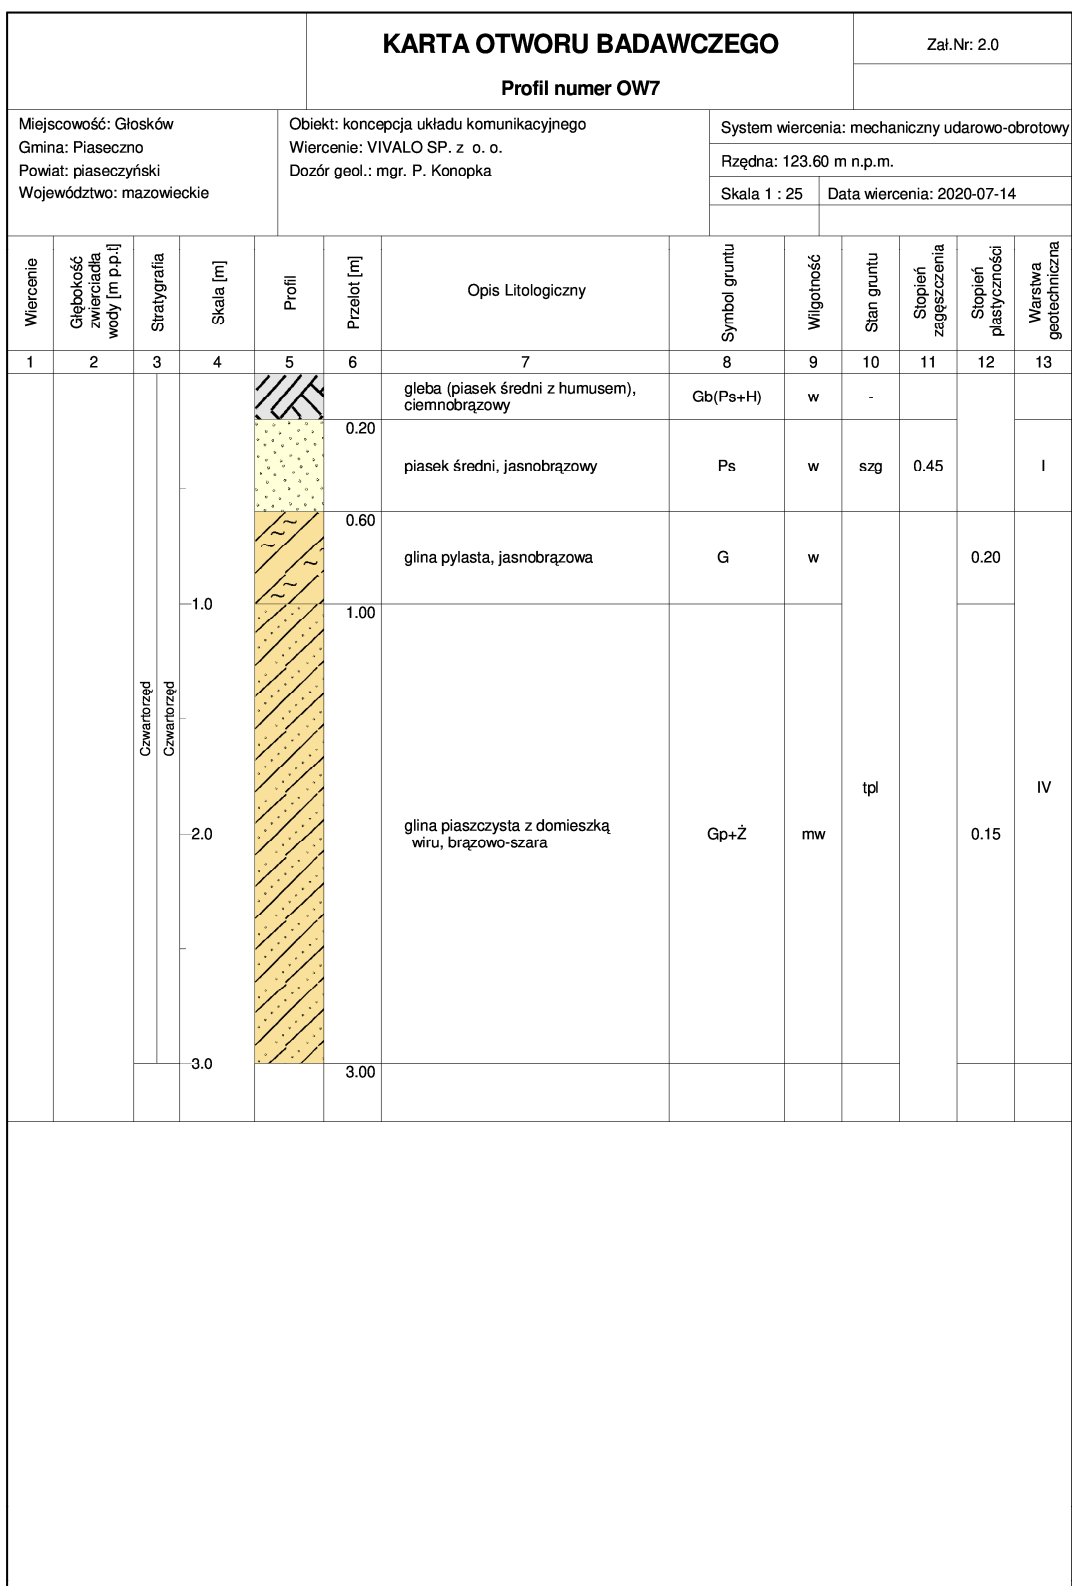 KARTA OTWORU BADAWCZEGO
Profil numer OW7
Zał.Nr: 2.0
Miejscowość: Głosków
Gmina: Piaseczno
Powiat: piaseczyński
Województwo: mazowieckie
Obiekt: koncepcja układu komunikacyjnego
Wiercenie: VIVALO SP. z o. o.
Dozór geol.: mgr. P. Konopka
System wiercenia: mechaniczny udarowo-obrotowy
Rzędna: 123.60 m n.p.m.
Skala 1 : 25
Data wiercenia: 2020-07-14
Wiercenie
Głębokość
zwierciadła
wody [m p.p.t]
Stratygrafia
Skala [m]
Profil
Przelot [m]
Opis Litologiczny
Symbol gruntu
Wilgotność
Stan gruntu
Stopień
zagęszczenia
Stopień
plastyczności
Warstwa
geotechniczna
1 2 3 4 5 6 7 8 9 10 11 12 13
gleba (piasek średni z humusem),
ciemnobrązowy
Gb(Ps+H) w -
0.20
piasek średni, jasnobrązowy Ps w szg 0.45 I
0.60
glina pylasta, jasnobrązowa G w 0.20
1.0
1.00
Czwartorzęd
Czwartorzęd
tpl IV
2.0
glina piaszczysta z domieszką
wiru, brązowo-szara
Gp+Ż mw 0.15
3.0
3.00